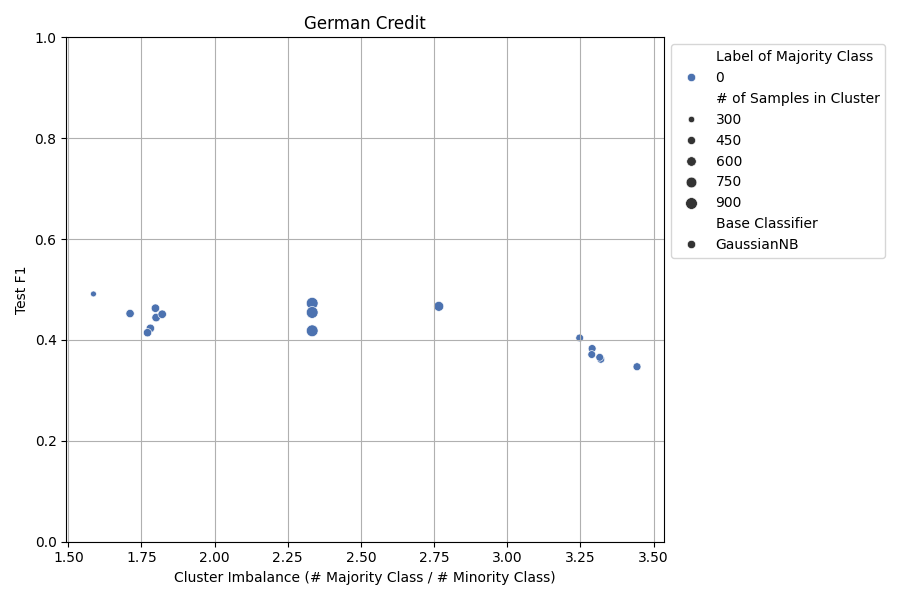 German Credit
Test F1
1.0
0.8
0.6
0.4
0.2
0.0
1.50 1.75 2.00 2.25 2.50 2.75 3.00 3.25 3.50
Cluster Imbalance (# Majority Class / # Minority Class)
Label of Majority Class
0
# of Samples in Cluster
300
450
600
750
900
Base Classifier
GaussianNB